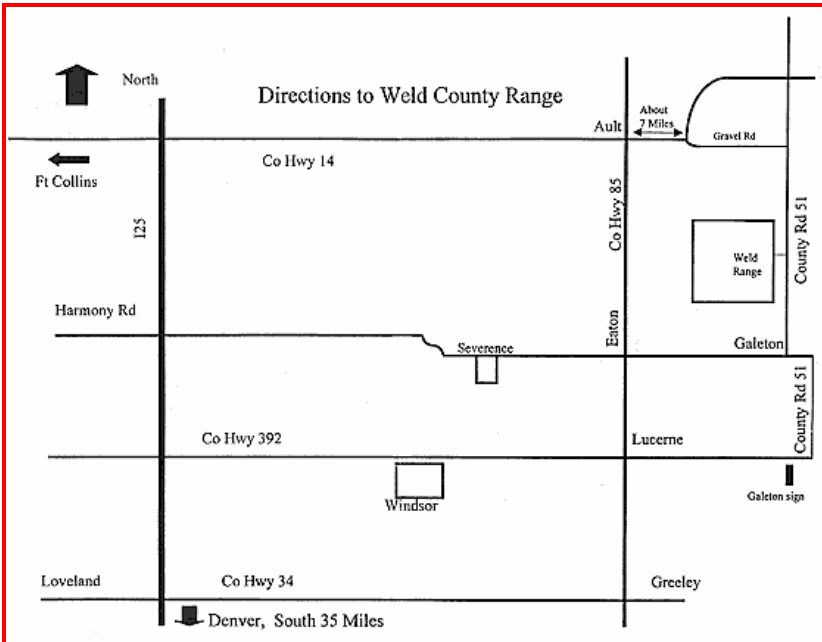 North
Directions to Weld County Range
About
7 Miles
Ault
Gravel Rd
Co Hwy 14
Ft Collins
I25
Co Hwy 85
County Rd 51
Weld
Range
Harmony Rd
Severence
Eaton
Galeton
County Rd 51
Co Hwy 392
Lucerne
Windsor
Galeton sign
Loveland
Co Hwy 34
Greeley
Denver, South 35 Miles